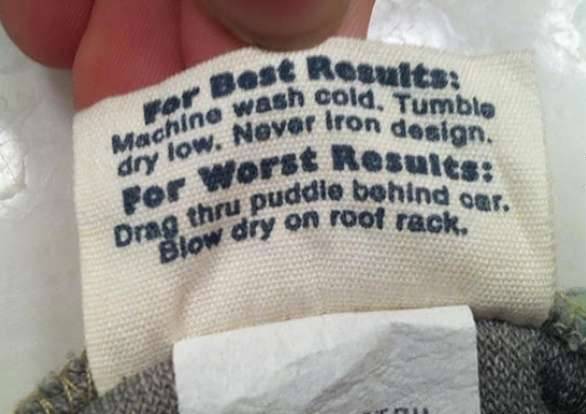 For Best Results:
Machine wash cold. Tumble
dry low. Never iron design.
For Worst Results:
Drag thru puddle behind car.
Blow dry on roof rack.